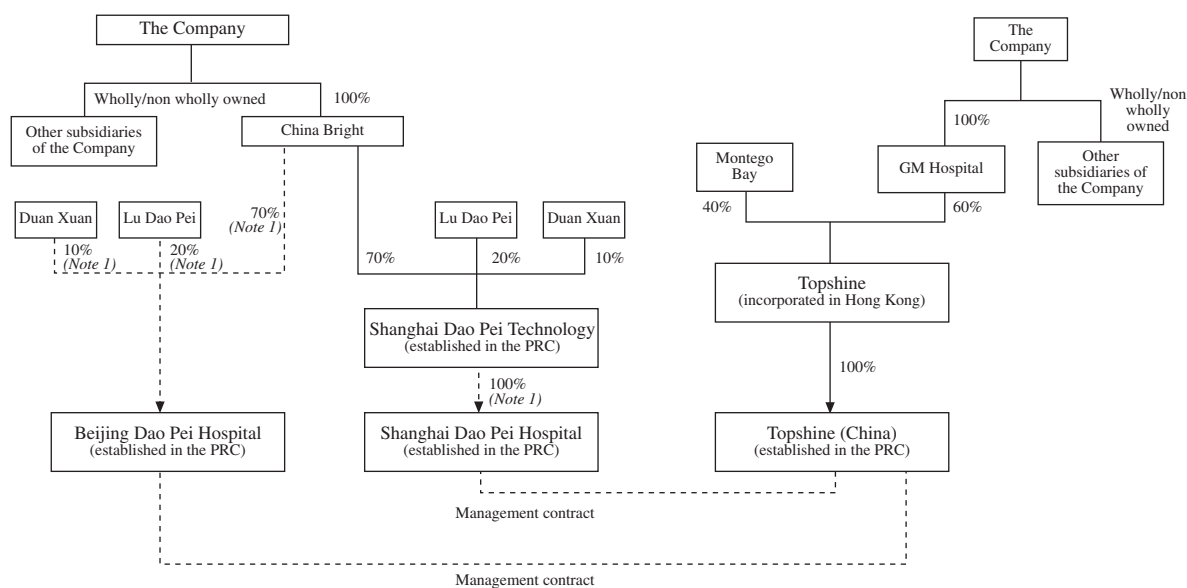 The Company
Wholly/non wholly owned
100%
Other subsidiaries
of the Company
China Bright
Duan Xuan
Lu Dao Pei
70%
(Note 1)
10%
(Note 1)
20%
(Note 1)
Lu Dao Pei
Duan Xuan
70%
20%
10%
Shanghai Dao Pei Technology
(established in the PRC)
100%
(Note 1)
Beijing Dao Pei Hospital
(established in the PRC)
Shanghai Dao Pei Hospital
(established in the PRC)
The
Company
Wholly/non
wholly
owned
100%
Montego
Bay
GM Hospital
Other
subsidiaries of
the Company
40%
60%
Topshine
(incorporated in Hong Kong)
100%
Topshine (China)
(established in the PRC)
Management contract
Management contract